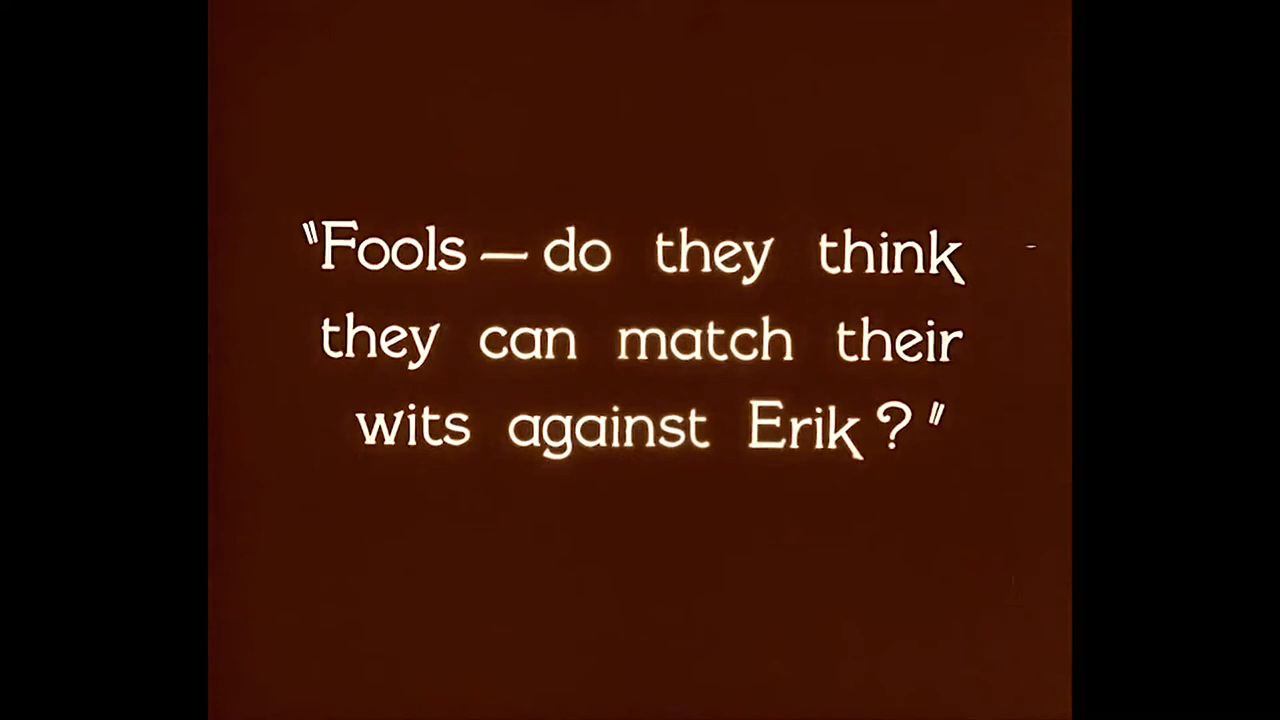 "Fools — do they think
they can match their
wits against Erik?"